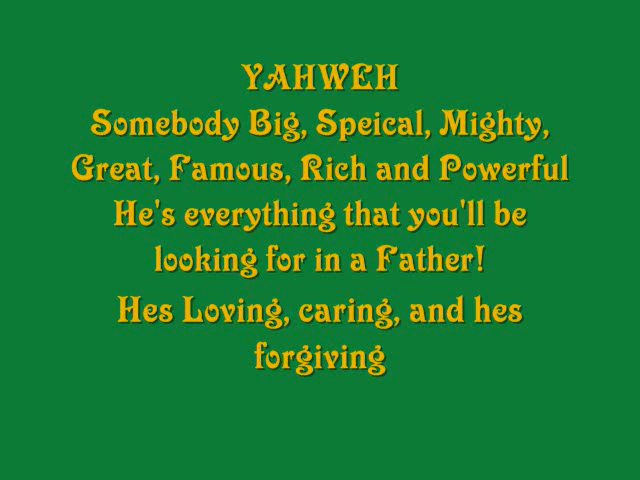 YAHWEH
Somebody Big, Speical, Mighty,
Great, Famous, Rich and Powerful
He's everything that you'll be
looking for in a Father!
Hes Loving, caring, and hes
forgiving